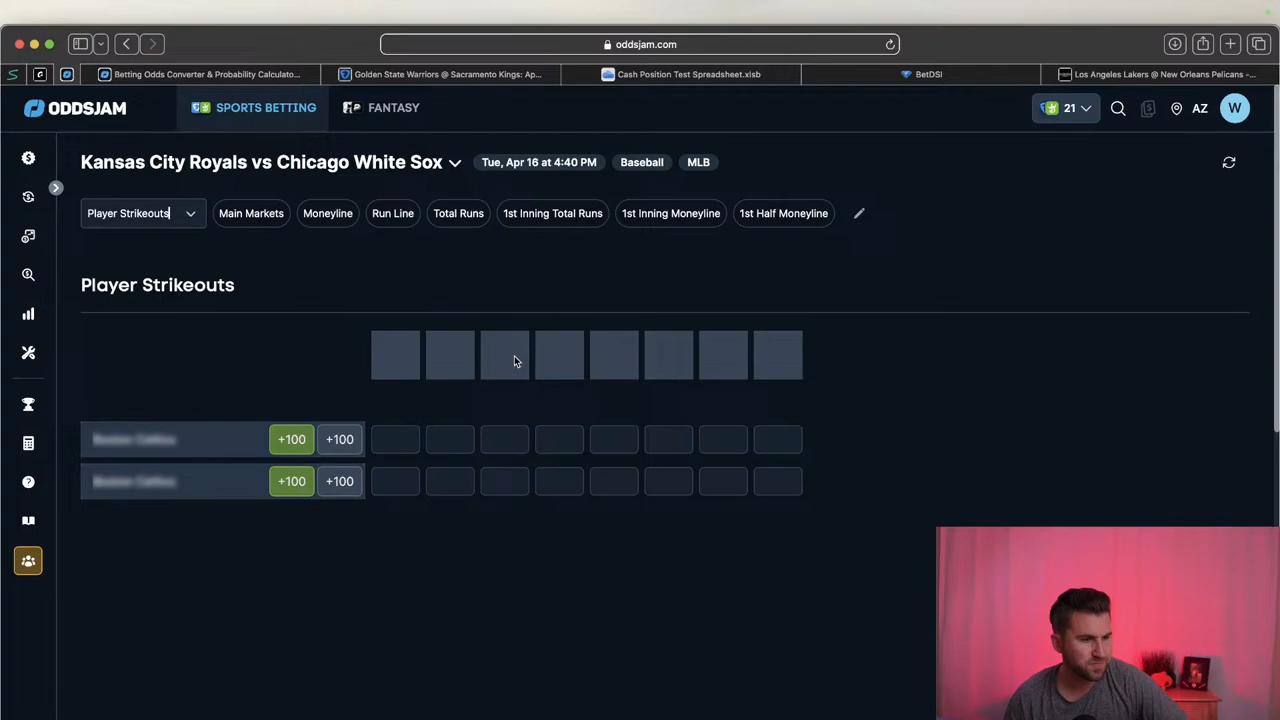 oddsjam.com
Betting Odds Converter & Probability Calculato...
Golden State Warriors @ Sacramento Kings: Ap...
Cash Position Test Spreadsheet.xlsb
BetDSI
Los Angeles Lakers @ New Orleans Pelicans -...
ODDSJAM
SPORTS BETTING
FANTASY
21
AZ
W
Kansas City Royals vs Chicago White Sox
Tue, Apr 16 at 4:40 PM
Baseball
MLB
Player Strikeouts
Main Markets
Moneyline
Run Line
Total Runs
1st Inning Total Runs
1st Inning Moneyline
1st Half Moneyline
Player Strikeouts
+100 +100
+100 +100